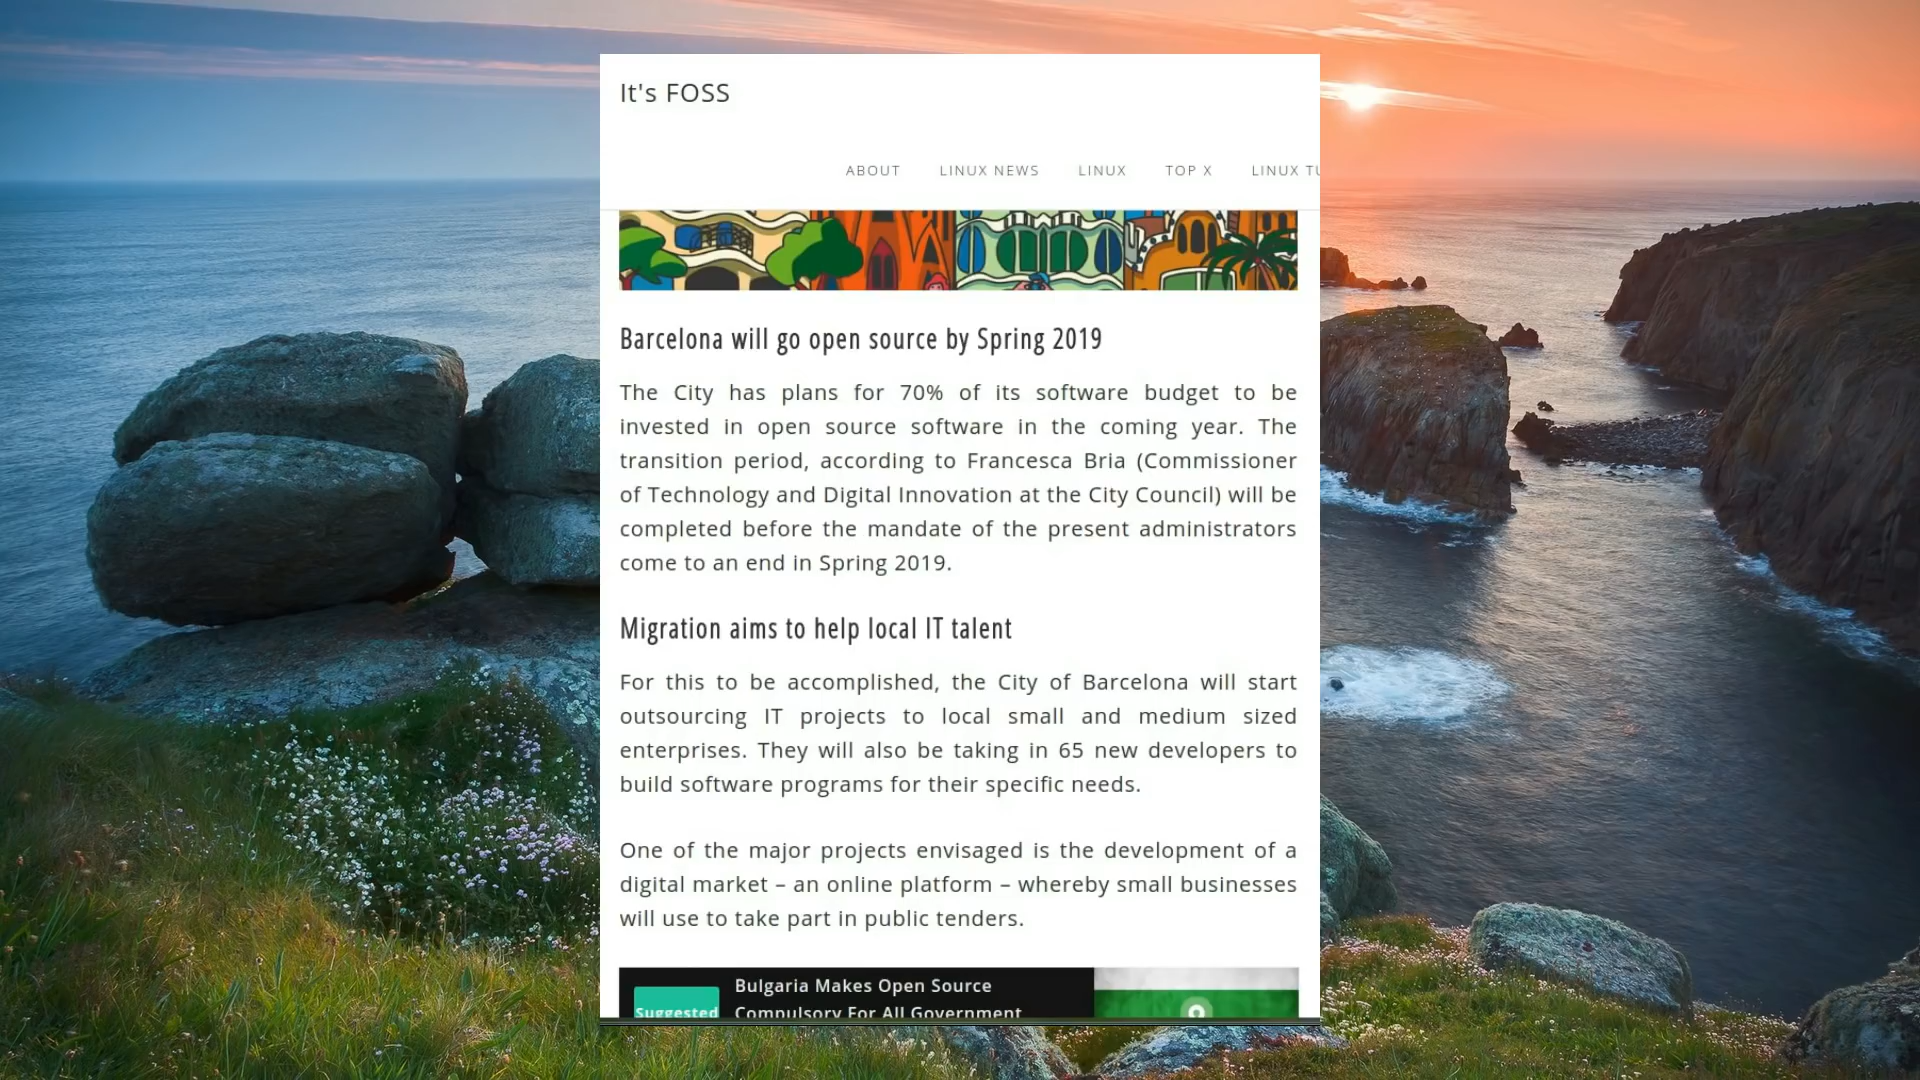 It's FOSS
ABOUT LINUX NEWS LINUX TOP X LINUX TU
Barcelona will go open source by Spring 2019
The City has plans for 70% of its software budget to be
invested in open source software in the coming year. The
transition period, according to Francesca Bria (Commissioner
of Technology and Digital Innovation at the City Council) will be
completed before the mandate of the present administrators
come to an end in Spring 2019.
Migration aims to help local IT talent
For this to be accomplished, the City of Barcelona will start
outsourcing IT projects to local small and medium sized
enterprises. They will also be taking in 65 new developers to
build software programs for their specific needs.
One of the major projects envisaged is the development of a
digital market – an online platform – whereby small businesses
will use to take part in public tenders.
Bulgaria Makes Open Source
Suggested Compulsory For All Government